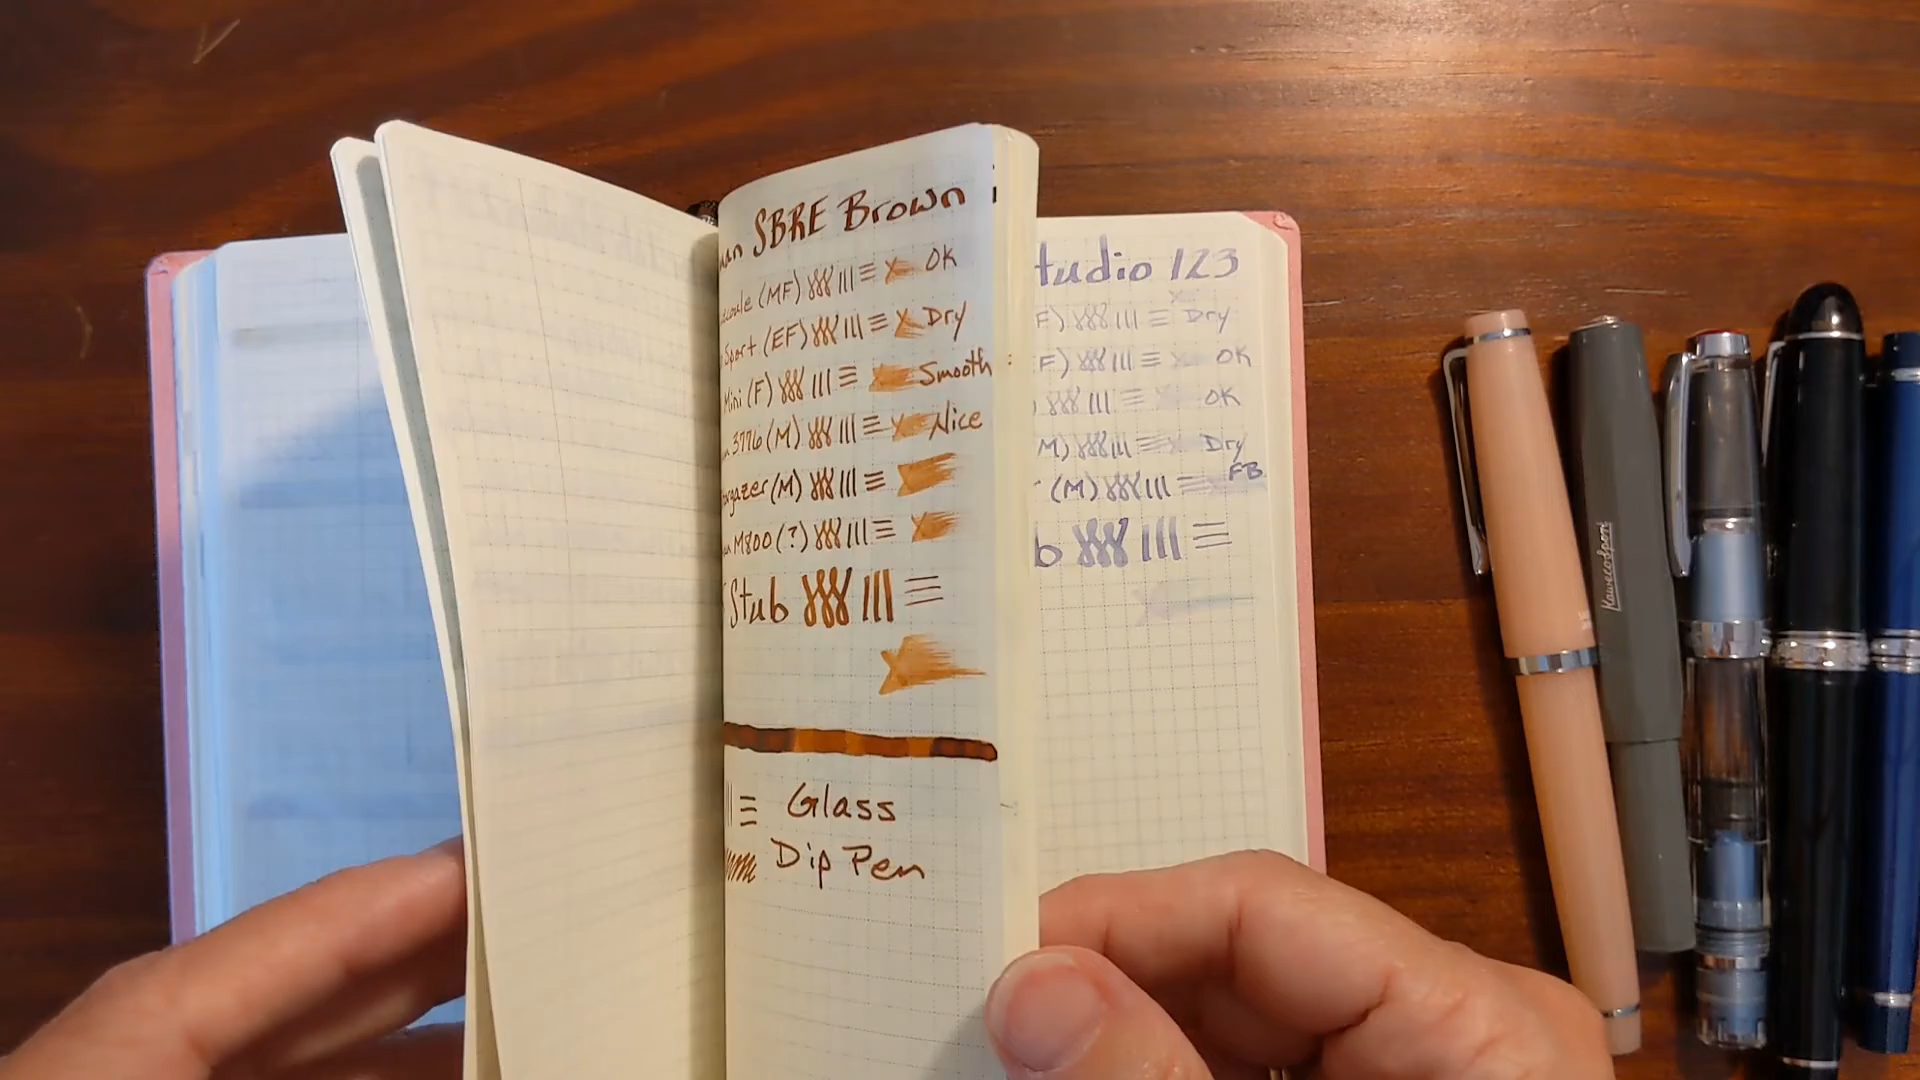 SBRE Brown
(MF) OK
Sport (EF) Dry
Mini (F) Smooth
3776 (M) Nice
(M)
M800 (?)
Stub
Glass
Dip Pen
tudio 123
F) Dry
F) OK
OK
M) Dry
(M) FB
b
Kaweco Sport